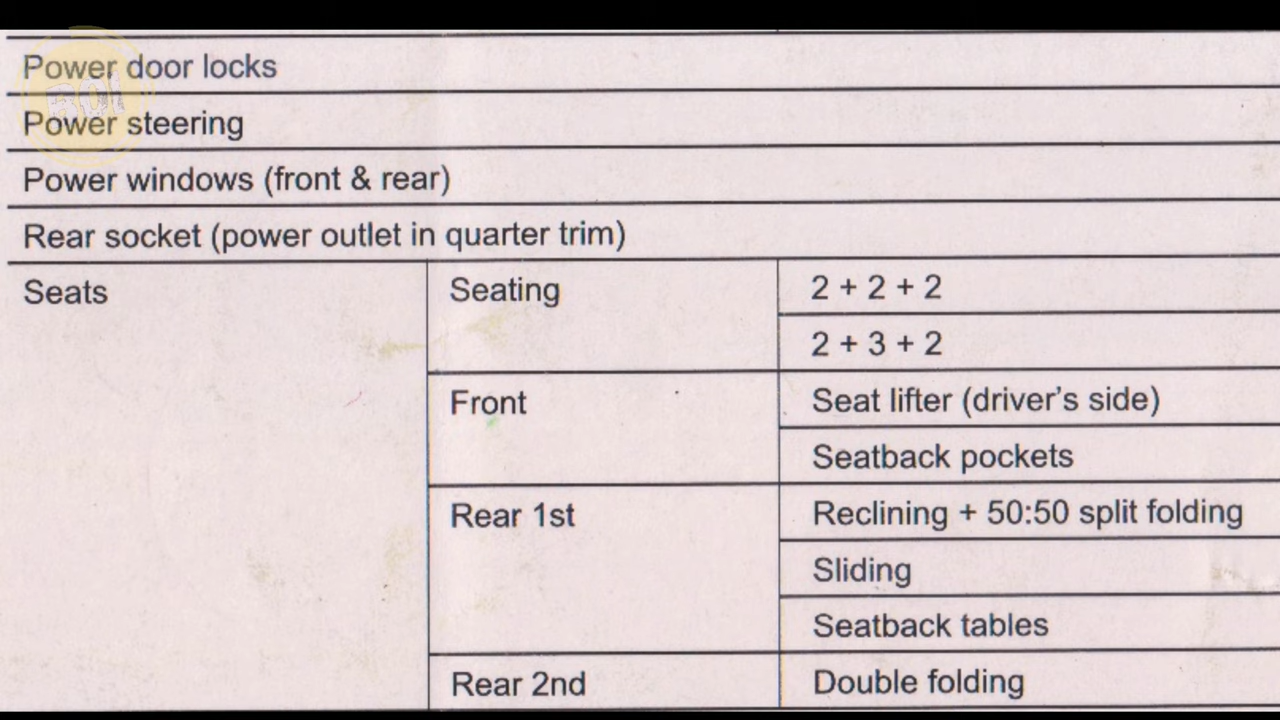 Power door locks
BOI
Power steering
Power windows (front & rear)
Rear socket (power outlet in quarter trim)
Seats
Seating
2 + 2 + 2
2 + 3 + 2
Front
Seat lifter (driver's side)
Seatback pockets
Rear 1st
Reclining + 50:50 split folding
Sliding
Seatback tables
Rear 2nd
Double folding